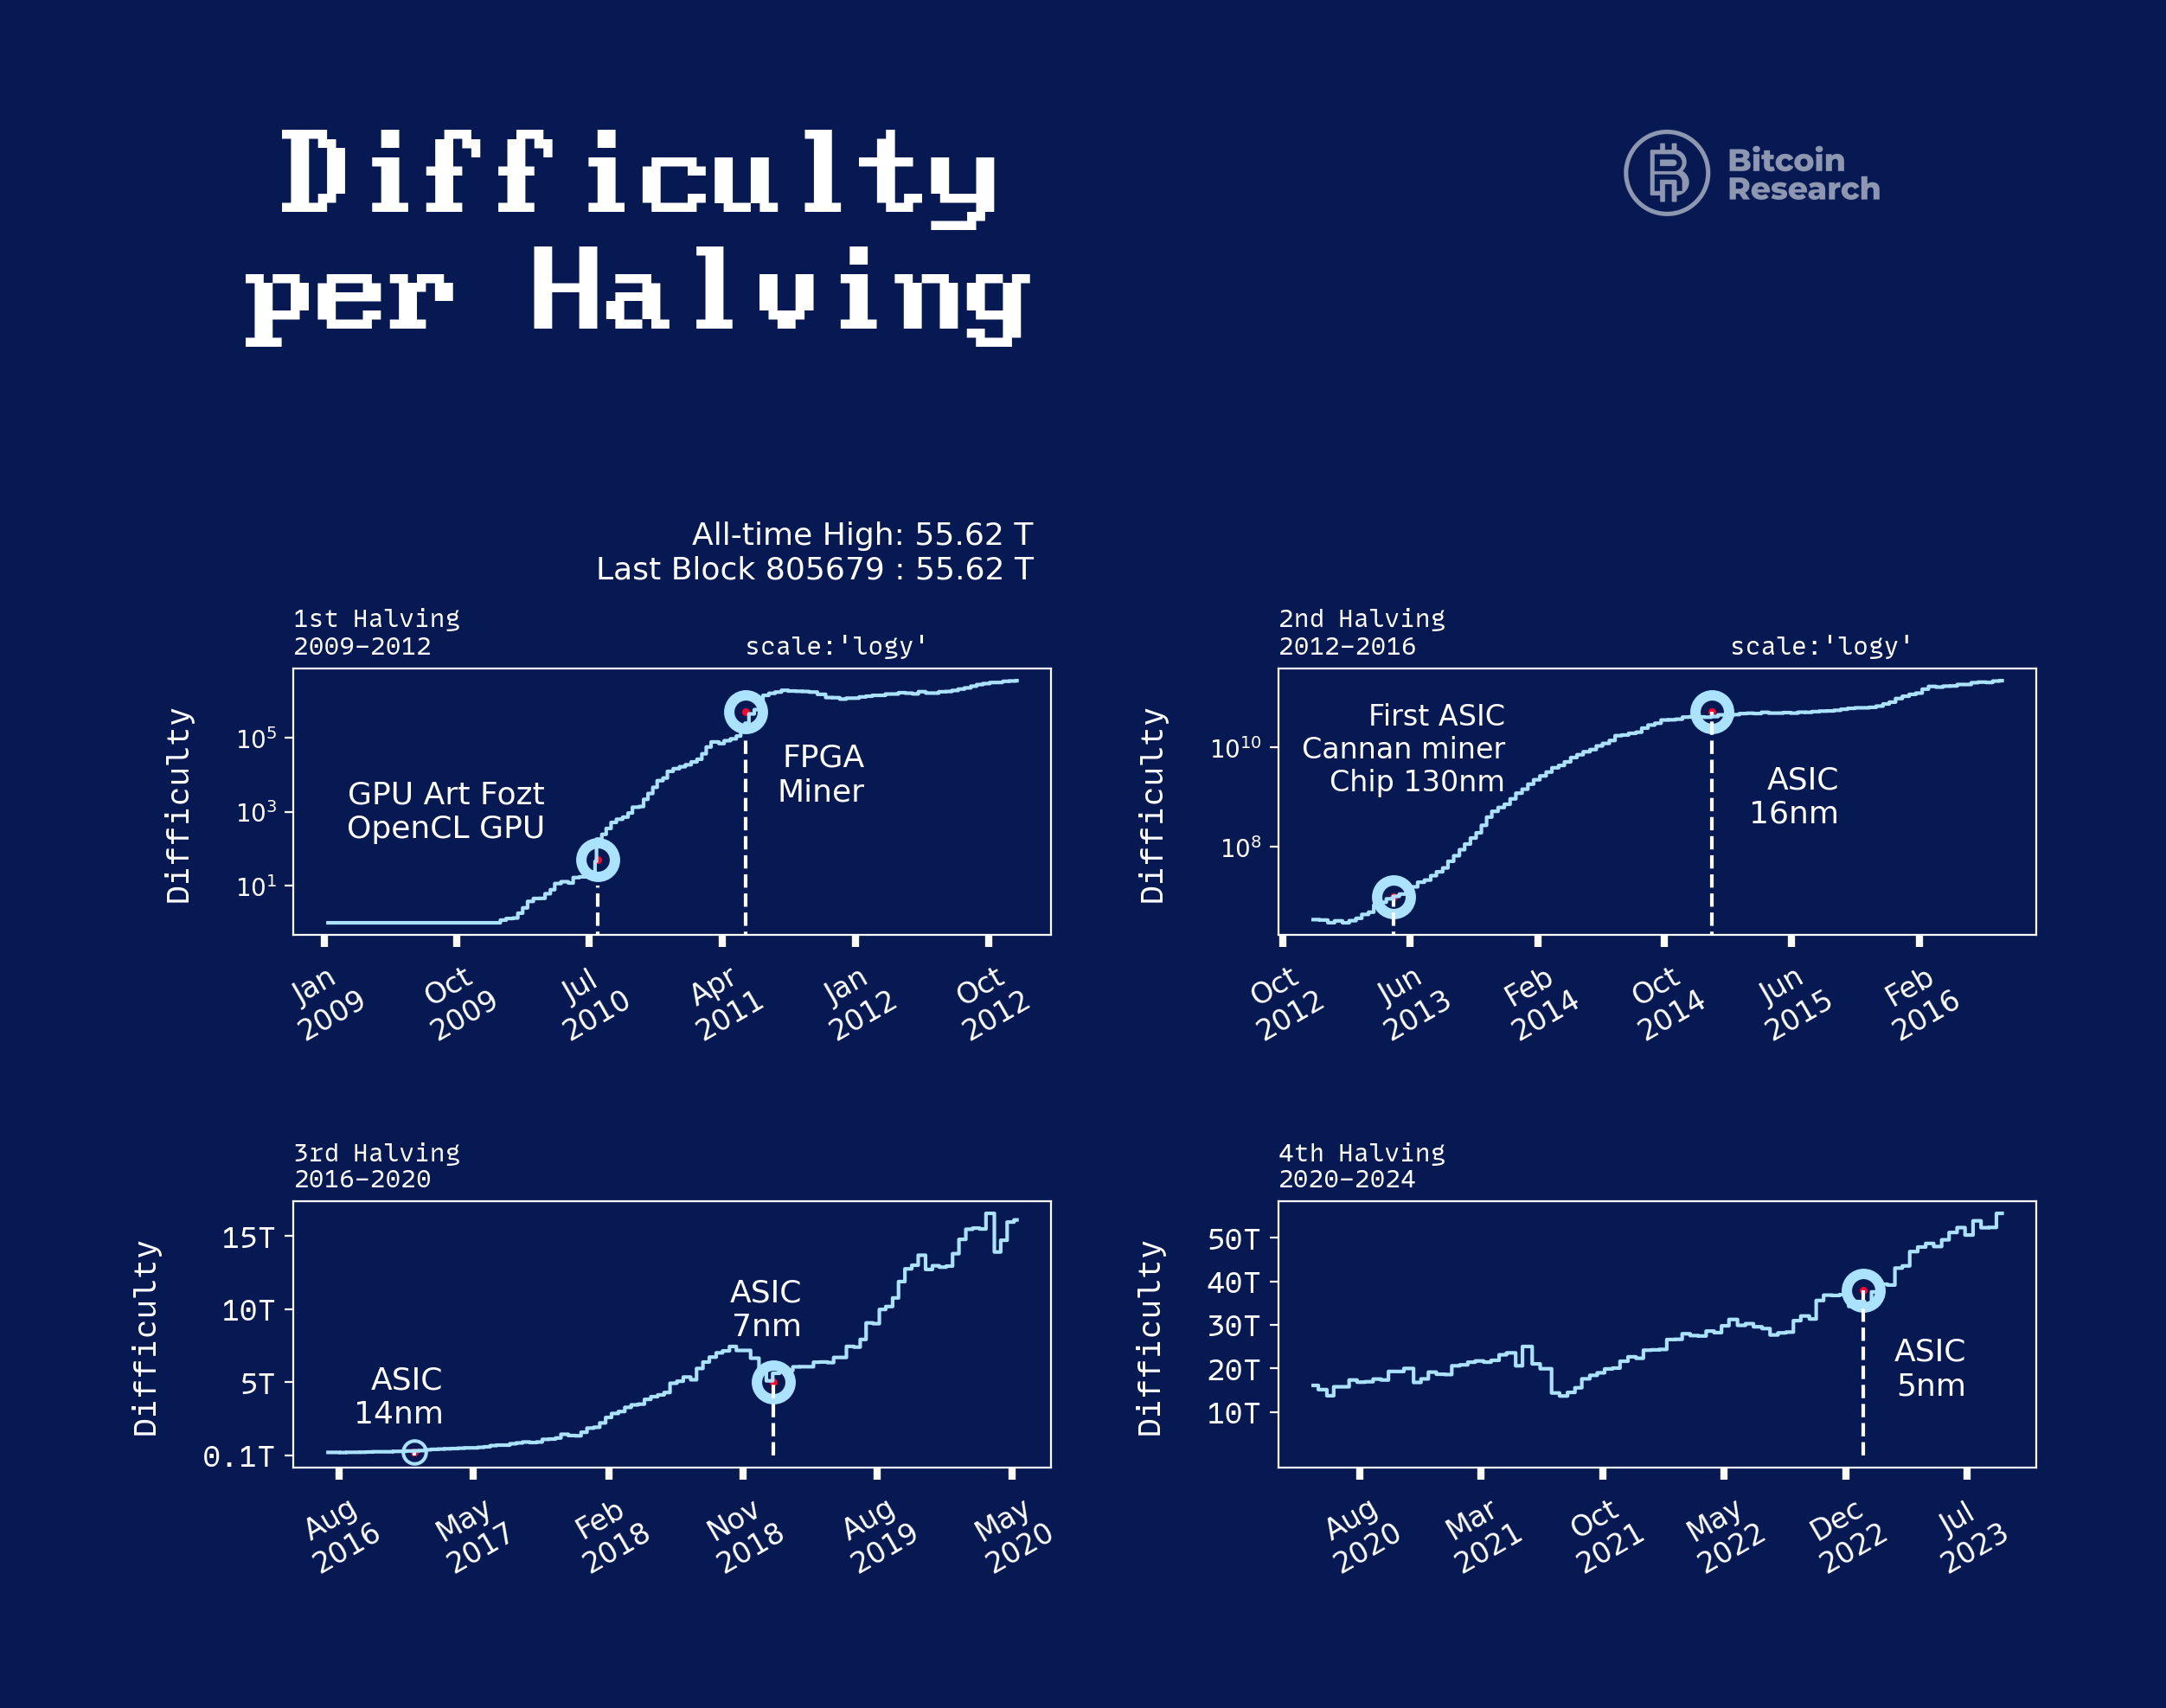 Difficulty
per Halving
Bitcoin
Research
All-time High: 55.62 T
Last Block 805679 : 55.62 T
1st Halving
2009-2012
scale:'logy'
Difficulty
10^5
10^3
10^1
GPU Art Fozt
OpenCL GPU
FPGA
Miner
Jan
2009
Oct
2009
Jul
2010
Apr
2011
Jan
2012
Oct
2012
2nd Halving
2012-2016
scale:'logy'
Difficulty
10^10
10^8
First ASIC
Cannan miner
Chip 130nm
ASIC
16nm
Oct
2012
Jun
2013
Feb
2014
Oct
2014
Jun
2015
Feb
2016
3rd Halving
2016-2020
Difficulty
15T
10T
5T
0.1T
ASIC
14nm
ASIC
7nm
Aug
2016
May
2017
Feb
2018
Nov
2018
Aug
2019
May
2020
4th Halving
2020-2024
Difficulty
50T
40T
30T
20T
10T
ASIC
5nm
Aug
2020
Mar
2021
Oct
2021
May
2022
Dec
2022
Jul
2023